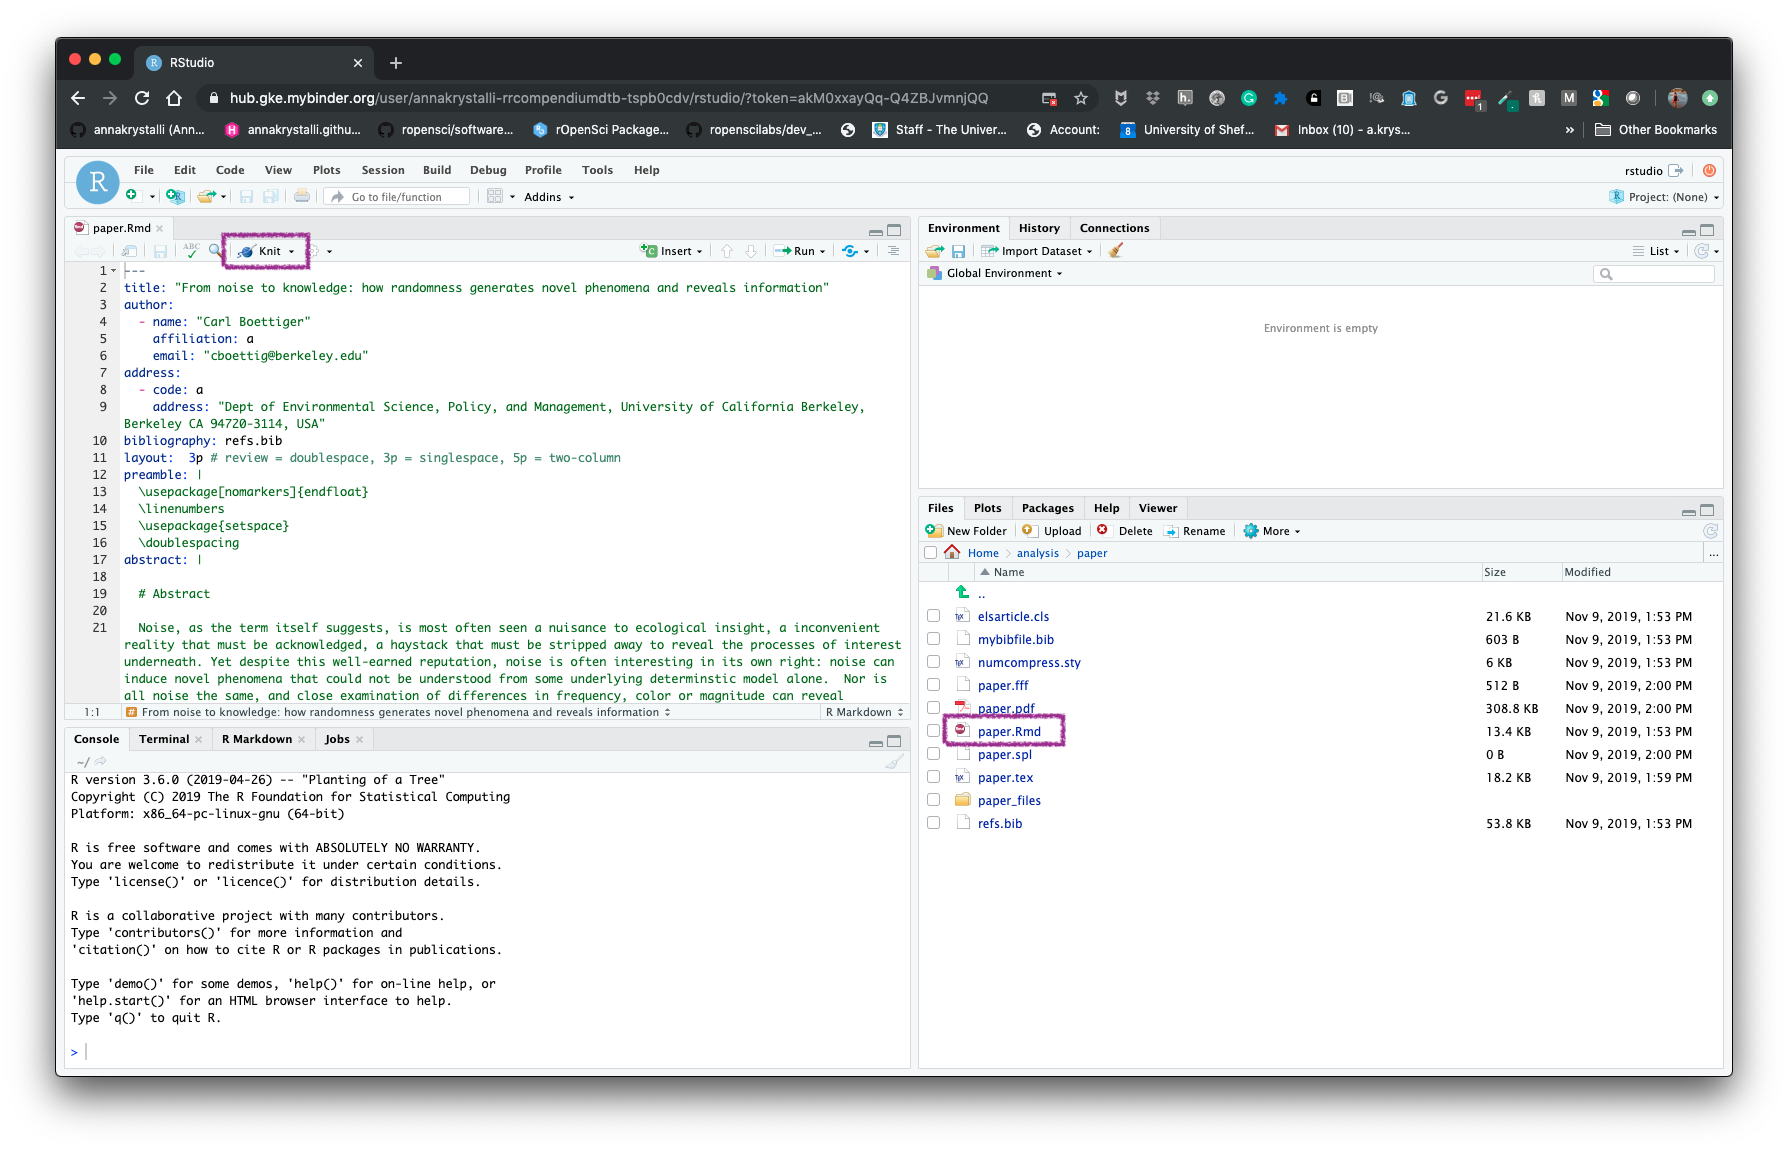 RStudio
hub.gke.mybinder.org/user/annakrystalli-rrcompendiumdtb-tspb0cdv/rstudio/?token=akM0xxayQq-Q4ZBJvmnjQQ
annakrystalli (Ann...
annakrystalli.githu...
ropensci/software...
rOpenSci Package...
ropenscilabs/dev_...
Staff - The Univer...
Account:
University of Shef...
Inbox (10) - a.krys...
»
Other Bookmarks
File Edit Code View Plots Session Build Debug Profile Tools Help
rstudio
Go to file/function
Addins
Project: (None)
paper.Rmd
ABC
Knit
Insert
Run
1 ---
2 title: "From noise to knowledge: how randomness generates novel phenomena and reveals information"
3 author:
4 - name: "Carl Boettiger"
5 affiliation: a
6 email: "cboettig@berkeley.edu"
7 address:
8 - code: a
9 address: "Dept of Environmental Science, Policy, and Management, University of California Berkeley,
Berkeley CA 94720-3114, USA"
10 bibliography: refs.bib
11 layout: 3p # review = doublespace, 3p = singlespace, 5p = two-column
12 preamble: |
13 \usepackage[nomarkers]{endfloat}
14 \linenumbers
15 \usepackage{setspace}
16 \doublespacing
17 abstract: |
18
19 # Abstract
20
21 Noise, as the term itself suggests, is most often seen a nuisance to ecological insight, a inconvenient
reality that must be acknowledged, a haystack that must be stripped away to reveal the processes of interest
underneath. Yet despite this well-earned reputation, noise is often interesting in its own right: noise can
induce novel phenomena that could not be understood from some underlying determinstic model alone. Nor is
all noise the same, and close examination of differences in frequency, color or magnitude can reveal
1:1 # From noise to knowledge: how randomness generates novel phenomena and reveals information
R Markdown
Console Terminal R Markdown Jobs
~/
R version 3.6.0 (2019-04-26) -- "Planting of a Tree"
Copyright (C) 2019 The R Foundation for Statistical Computing
Platform: x86_64-pc-linux-gnu (64-bit)
R is free software and comes with ABSOLUTELY NO WARRANTY.
You are welcome to redistribute it under certain conditions.
Type 'license()' or 'licence()' for distribution details.
R is a collaborative project with many contributors.
Type 'contributors()' for more information and
'citation()' on how to cite R or R packages in publications.
Type 'demo()' for some demos, 'help()' for on-line help, or
'help.start()' for an HTML browser interface to help.
Type 'q()' to quit R.
>
Environment History Connections
Import Dataset
List
Global Environment
Environment is empty
Files Plots Packages Help Viewer
New Folder Upload Delete Rename More
Home analysis paper
...
Name Size Modified
..
elsarticle.cls 21.6 KB Nov 9, 2019, 1:53 PM
mybibfile.bib 603 B Nov 9, 2019, 1:53 PM
numcompress.sty 6 KB Nov 9, 2019, 1:53 PM
paper.fff 512 B Nov 9, 2019, 2:00 PM
paper.pdf 308.8 KB Nov 9, 2019, 2:00 PM
paper.Rmd 13.4 KB Nov 9, 2019, 1:53 PM
paper.spl 0 B Nov 9, 2019, 2:00 PM
paper.tex 18.2 KB Nov 9, 2019, 1:59 PM
paper_files
refs.bib 53.8 KB Nov 9, 2019, 1:53 PM